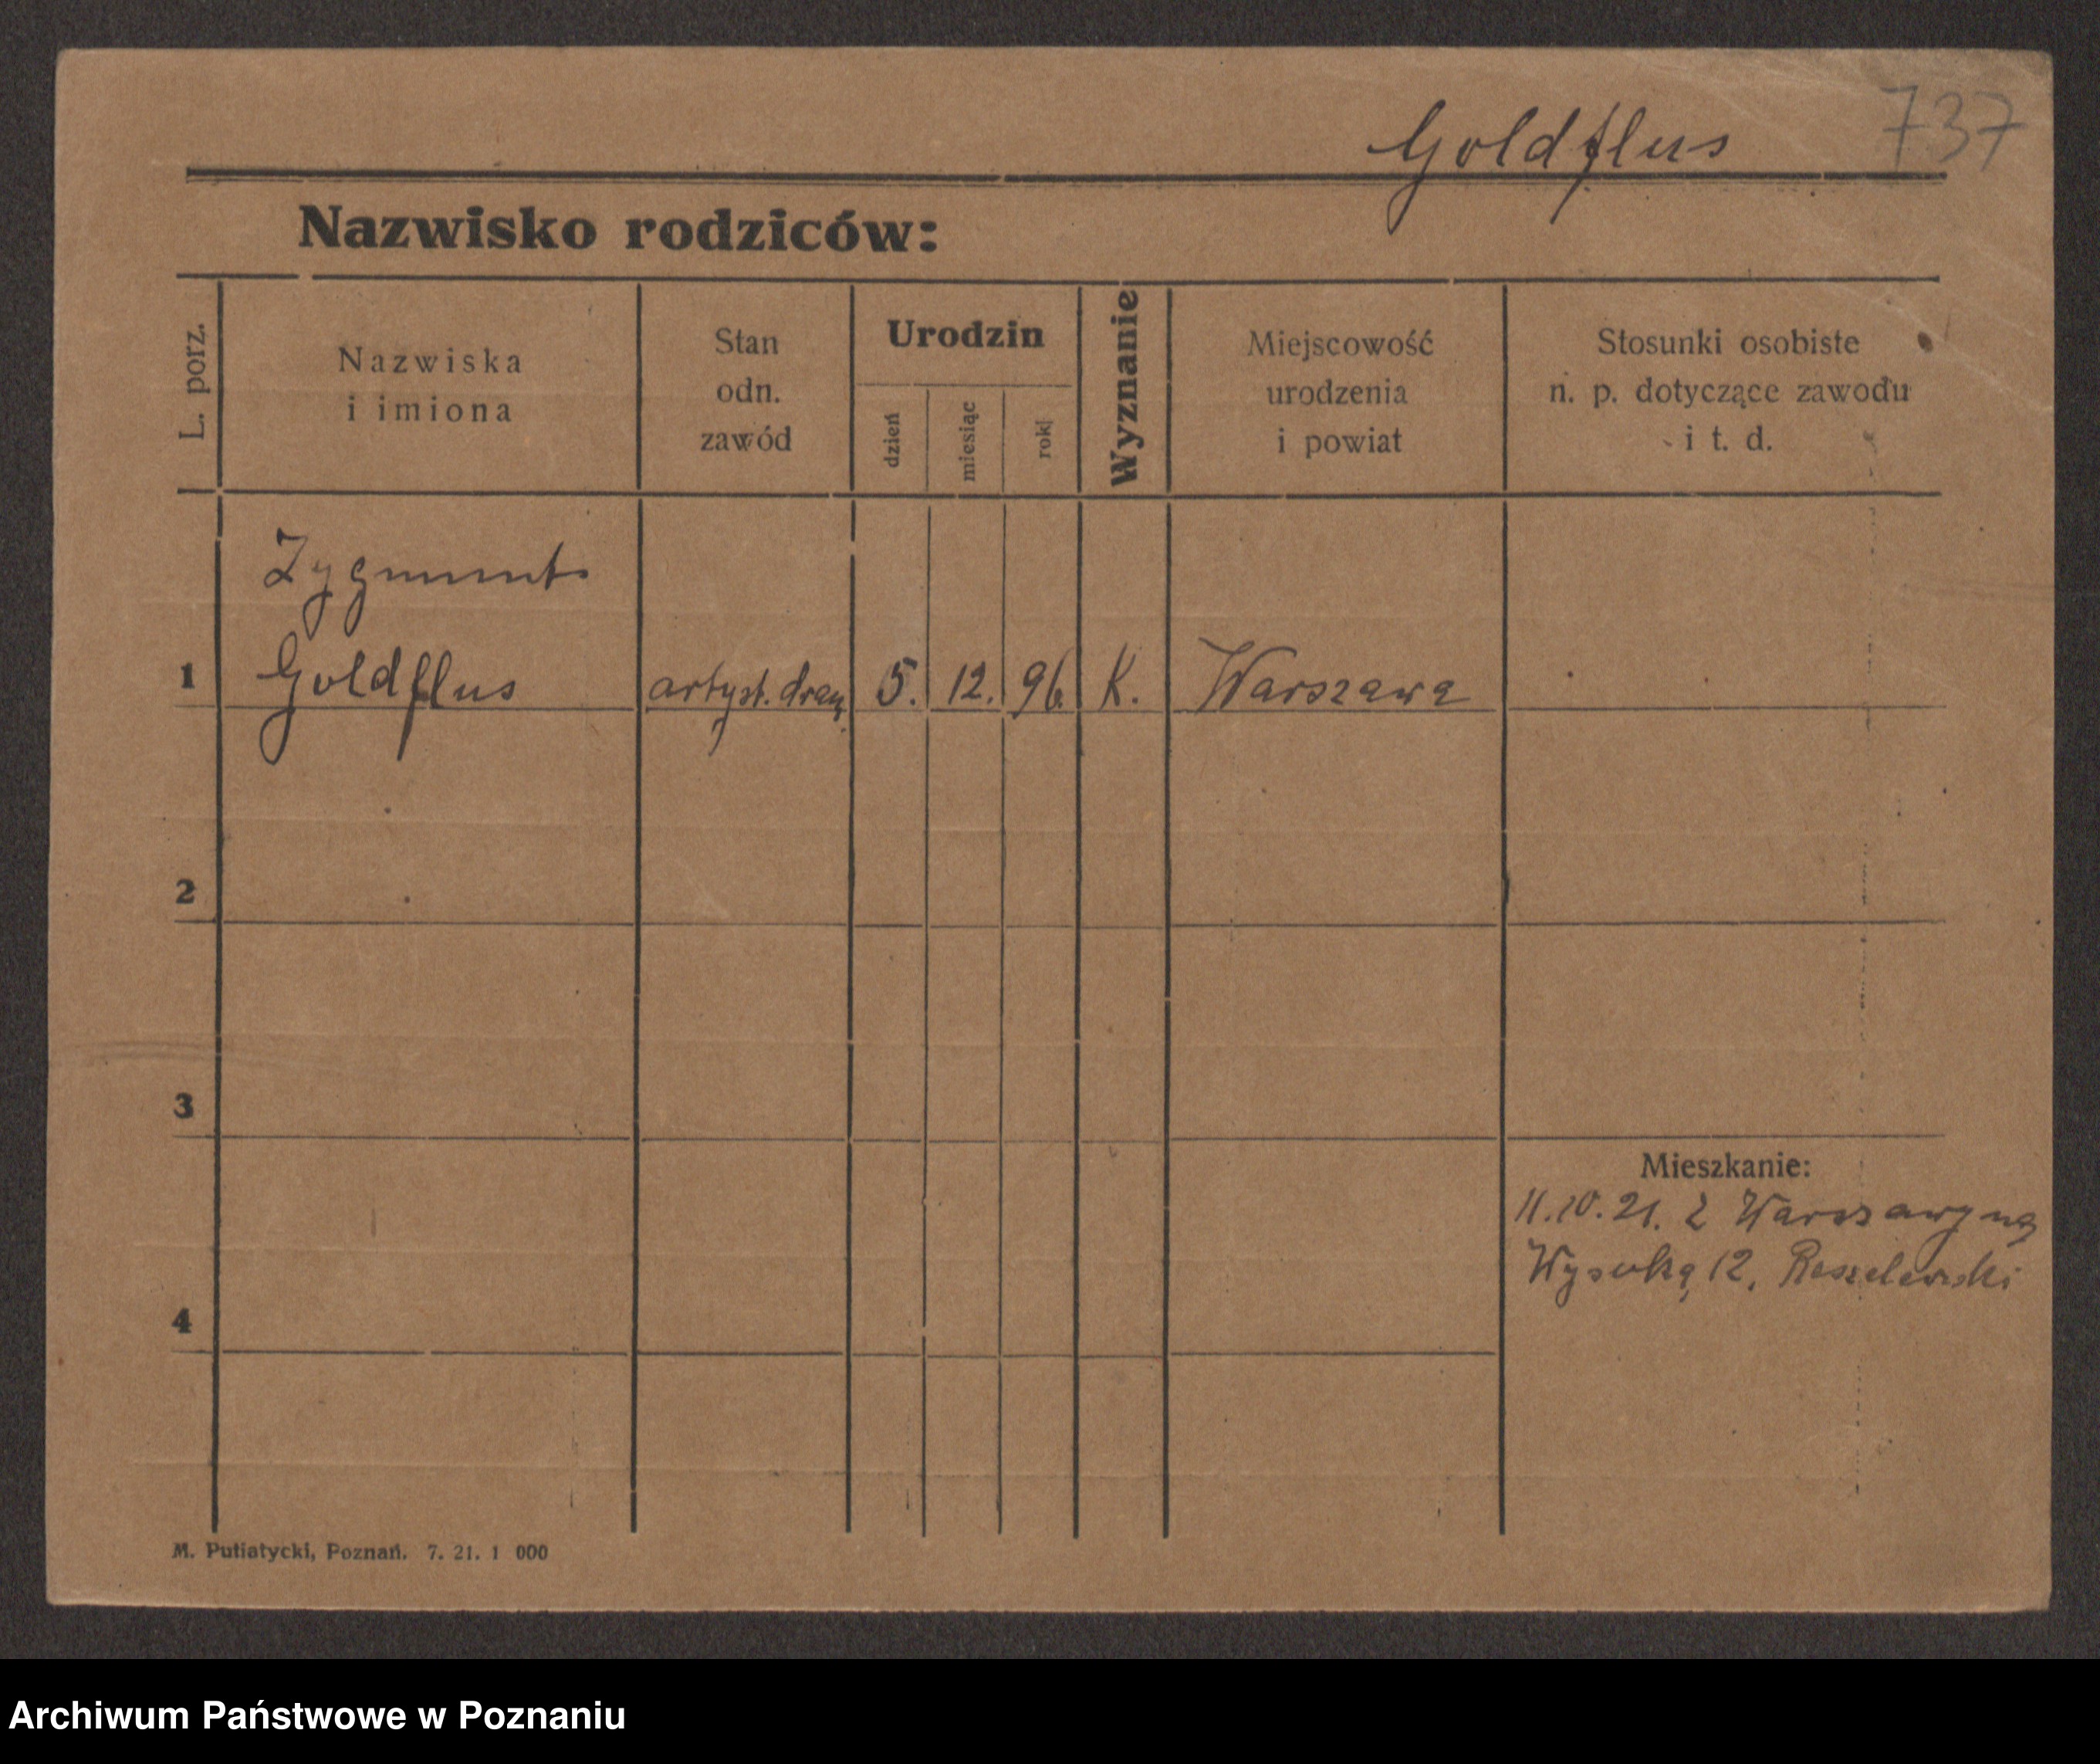 Goldflus 737
Nazwisko rodziców:
L. porz.
Nazwiska
i imiona
Stan
odn.
zawód
Urodzin
dzień
miesiąc
rok
Wyznanie
Miejscowość
urodzenia
i powiat
Stosunki osobiste
n. p. dotyczące zawodu
i t. d.
Zygmunt
1 Goldflus artyst. dram. 5. 12. 96. K. Warszawa
2
3
Mieszkanie:
11.10.21. z Warszawy na
Wysoką 12.
4
M. Putiatycki, Poznań. 7. 21. 1 000
Archiwum Państwowe w Poznaniu